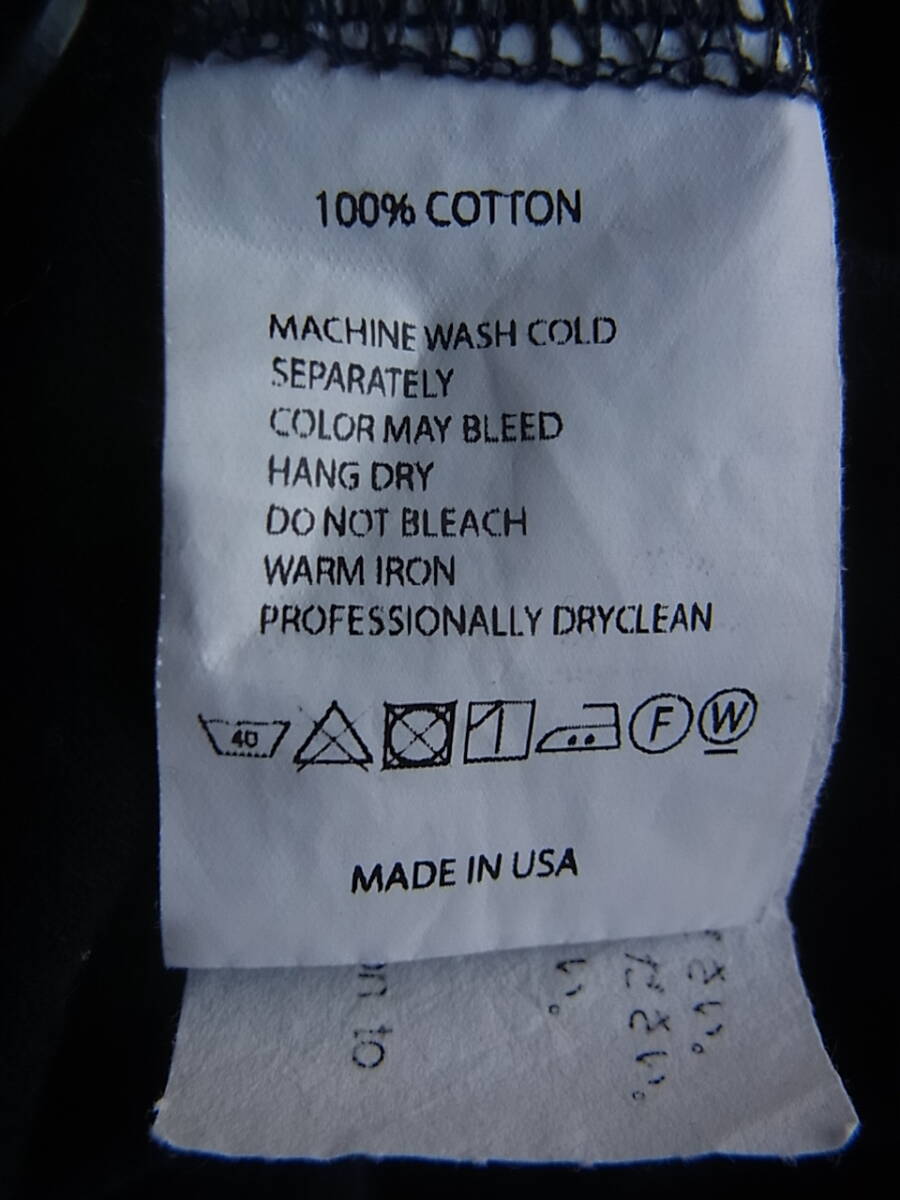 100% COTTON
MACHINE WASH COLD
SEPARATELY
COLOR MAY BLEED
HANG DRY
DO NOT BLEACH
WARM IRON
PROFESSIONALLY DRYCLEAN
40 F W
MADE IN USA
to